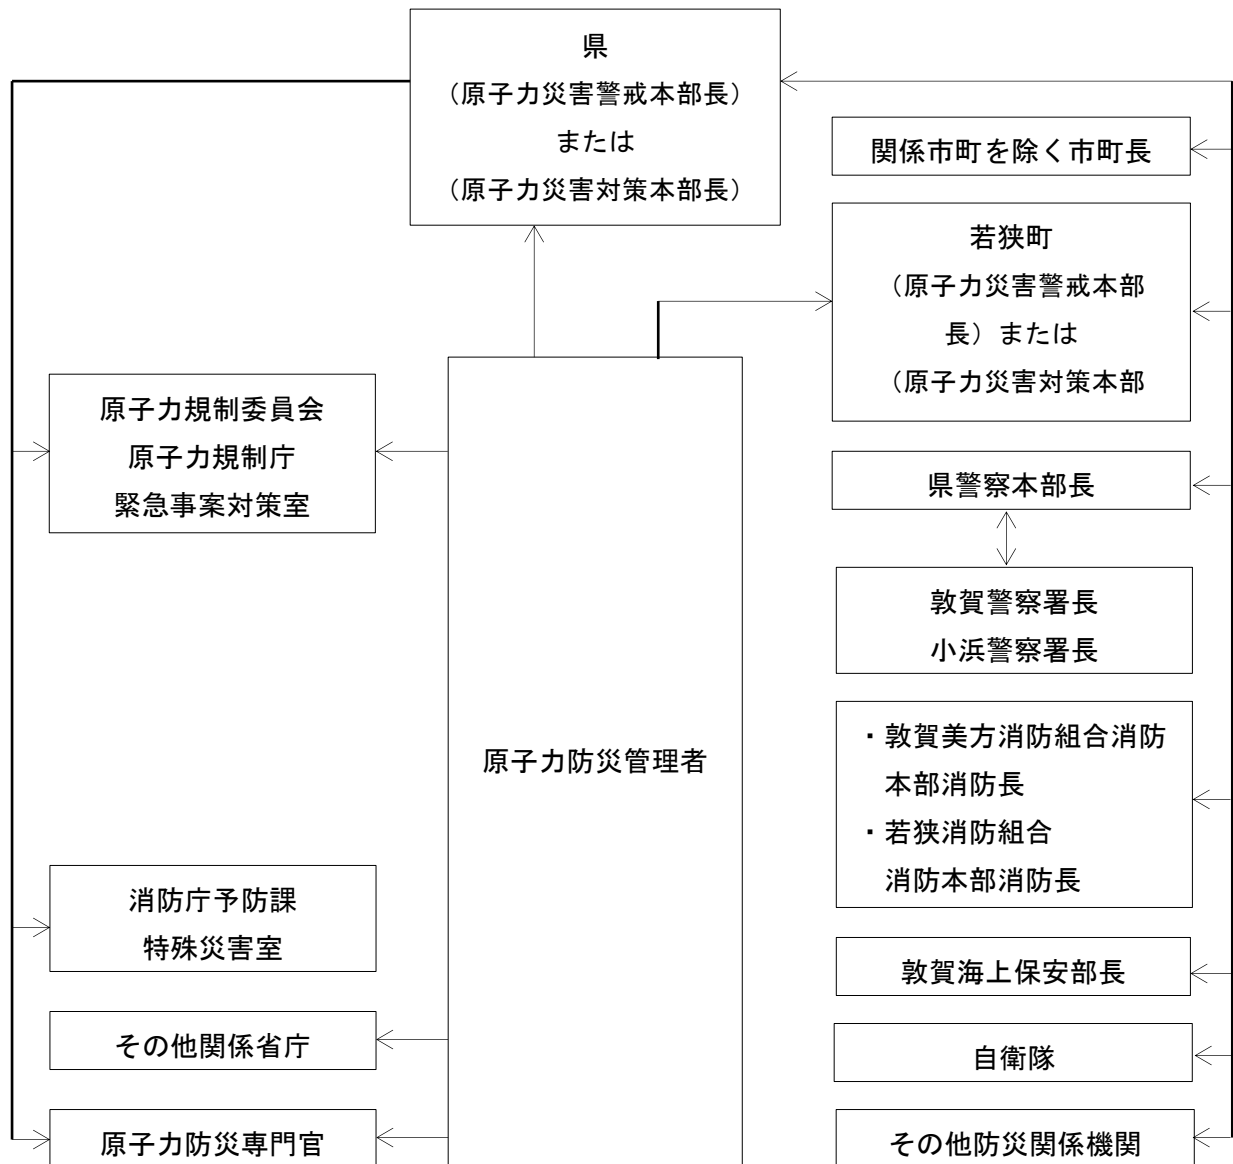 県
（原子力災害警戒本部長）
または
（原子力災害対策本部長）
関係市町を除く市町長
若狭町
（原子力災害警戒本部
長）または
（原子力災害対策本部
原子力規制委員会
原子力規制庁
緊急事案対策室
県警察本部長
敦賀警察署長
小浜警察署長
原子力防災管理者
・敦賀美方消防組合消防
本部消防長
・若狭消防組合
消防本部消防長
消防庁予防課
特殊災害室
敦賀海上保安部長
その他関係省庁
自衛隊
原子力防災専門官
その他防災関係機関